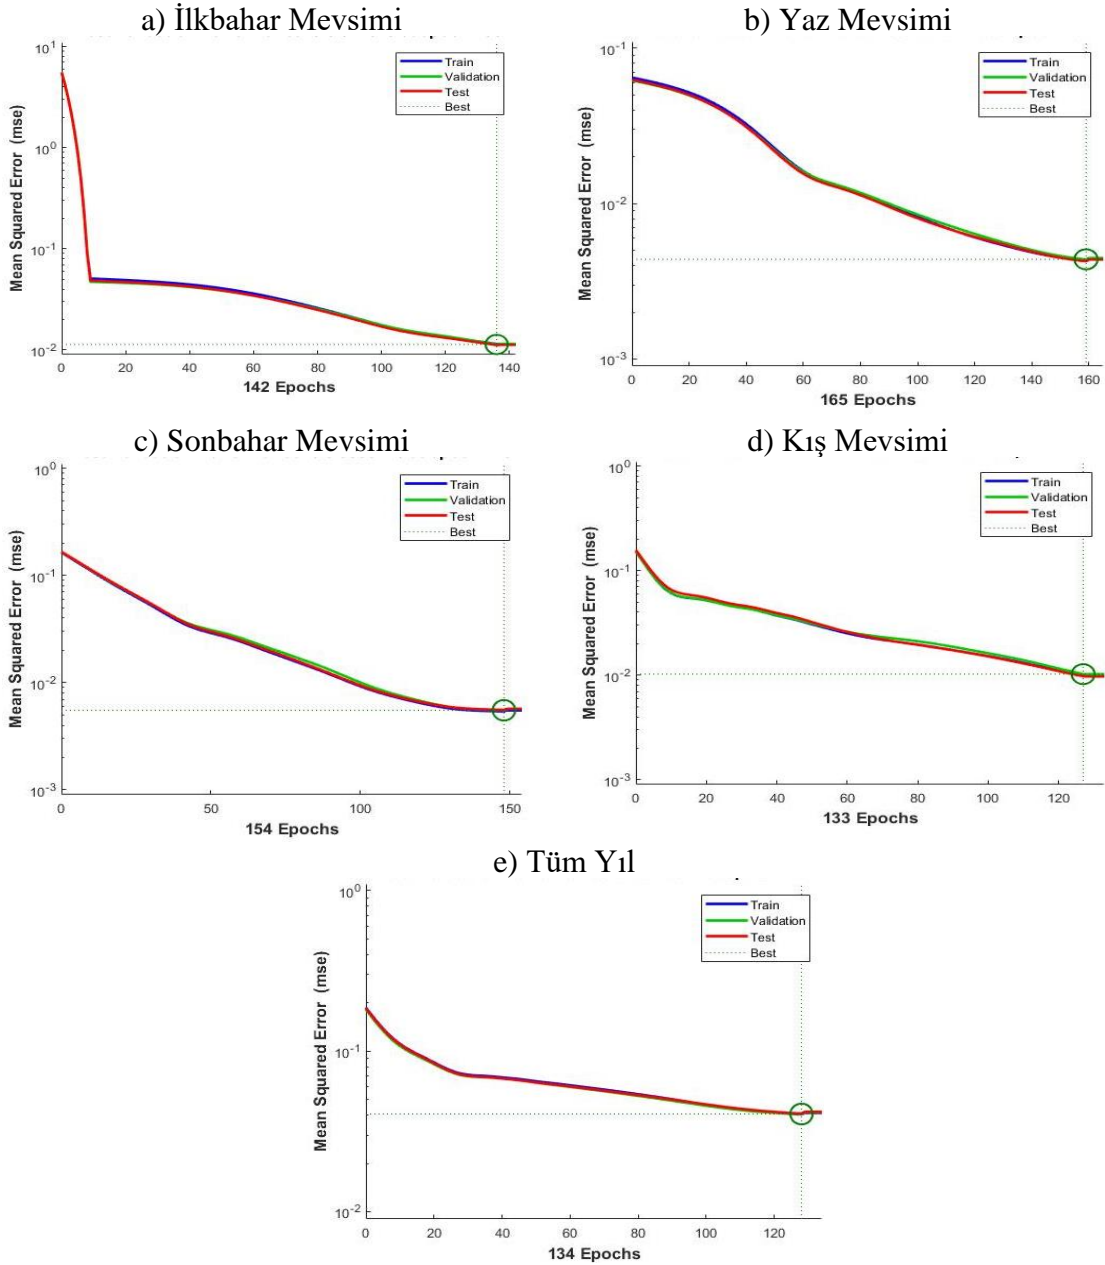 a) İlkbahar Mevsimi
10^1
10^0
10^-1
10^-2
Mean Squared Error (mse)
Train
Validation
Test
Best
0 20 40 60 80 100 120 140
142 Epochs
b) Yaz Mevsimi
10^-1
10^-2
10^-3
Mean Squared Error (mse)
Train
Validation
Test
Best
0 20 40 60 80 100 120 140 160
165 Epochs
c) Sonbahar Mevsimi
10^0
10^-1
10^-2
10^-3
Mean Squared Error (mse)
Train
Validation
Test
Best
0 50 100 150
154 Epochs
d) Kış Mevsimi
10^0
10^-1
10^-2
10^-3
Mean Squared Error (mse)
Train
Validation
Test
Best
0 20 40 60 80 100 120
133 Epochs
e) Tüm Yıl
10^0
10^-1
10^-2
Mean Squared Error (mse)
Train
Validation
Test
Best
0 20 40 60 80 100 120
134 Epochs